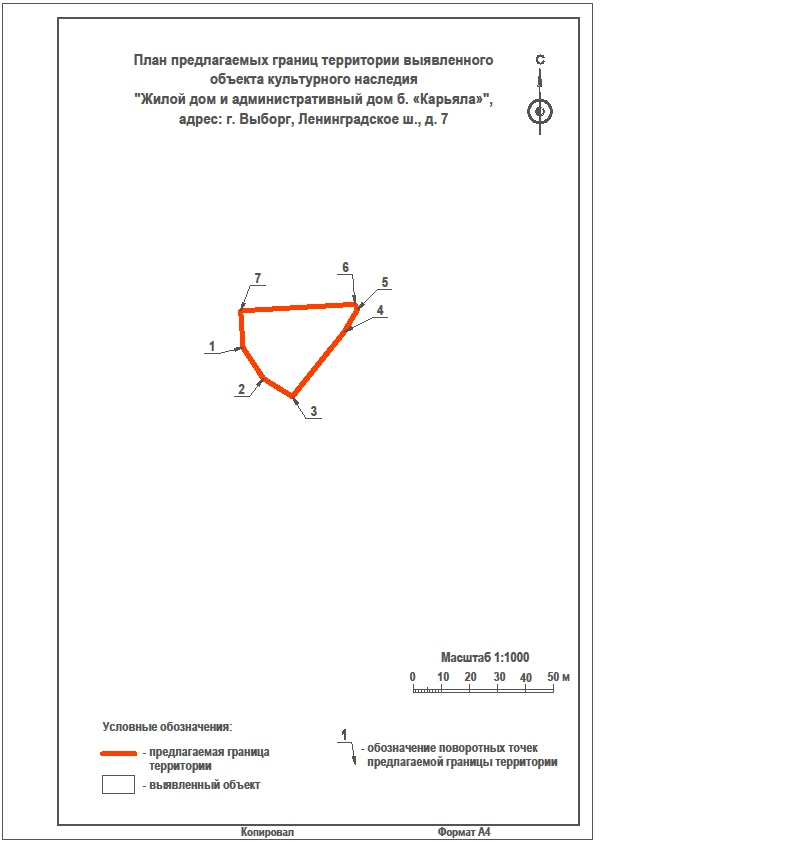 План предлагаемых границ территории выявленного
объекта культурного наследия
"Жилой дом и административный дом б. «Карьяла»",
адрес: г. Выборг, Ленинградское ш., д. 7
С
7
6
5
4
1
2
3
Масштаб 1:1000
0 10 20 30 40 50 м
Условные обозначения:
- предлагаемая граница
территории
- выявленный объект
1
- обозначение поворотных точек
предлагаемой границы территории
Копировал Формат А4